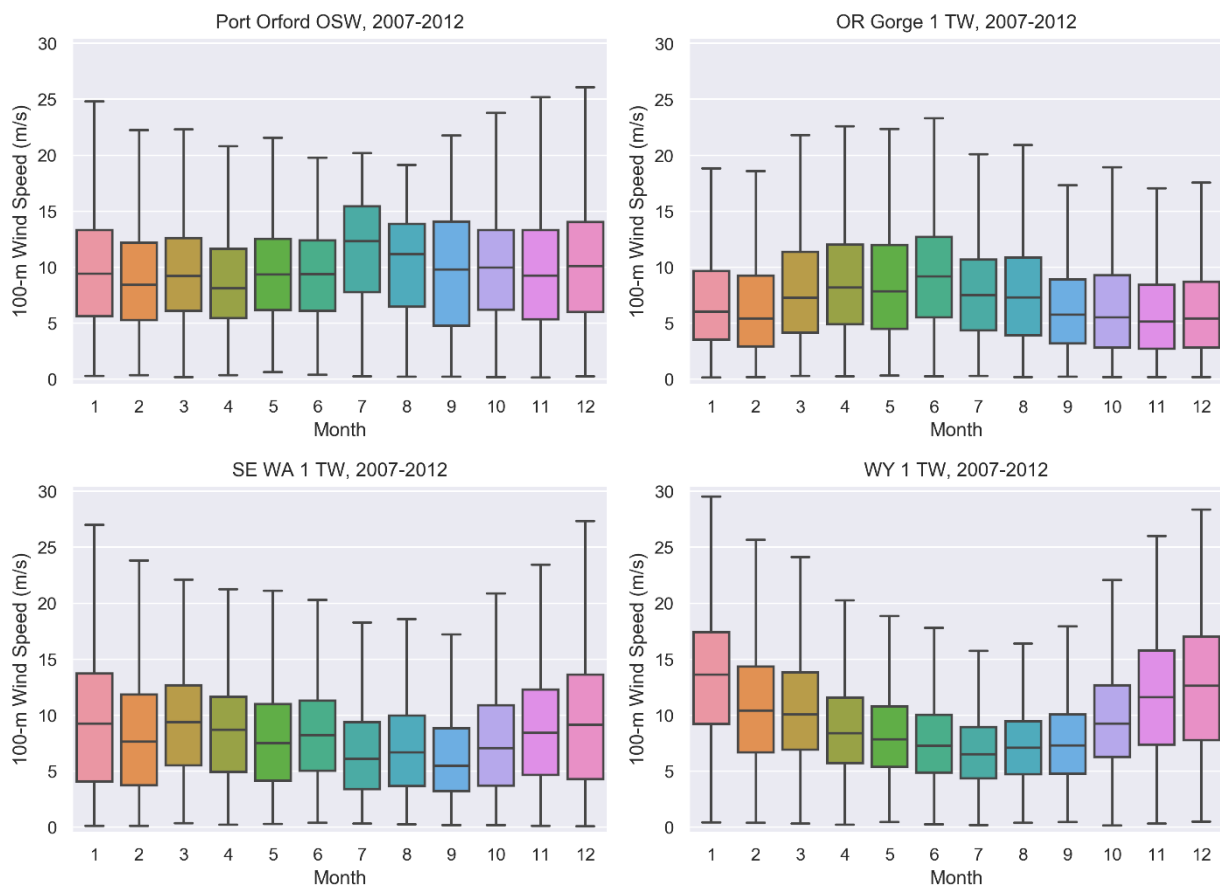 Port Orford OSW, 2007-2012
30
25
20
15
10
5
0
100-m Wind Speed (m/s)
1 2 3 4 5 6 7 8 9 10 11 12
Month
OR Gorge 1 TW, 2007-2012
30
25
20
15
10
5
0
100-m Wind Speed (m/s)
1 2 3 4 5 6 7 8 9 10 11 12
Month
SE WA 1 TW, 2007-2012
30
25
20
15
10
5
0
100-m Wind Speed (m/s)
1 2 3 4 5 6 7 8 9 10 11 12
Month
WY 1 TW, 2007-2012
30
25
20
15
10
5
0
100-m Wind Speed (m/s)
1 2 3 4 5 6 7 8 9 10 11 12
Month